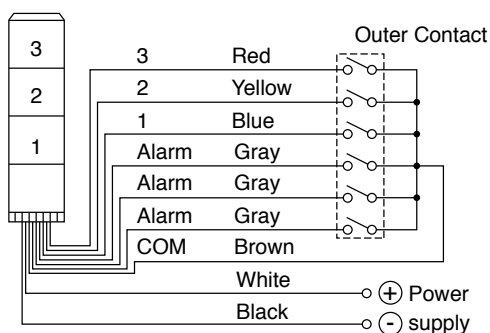 Outer Contact
3
2
1
3 Red
2 Yellow
1 Blue
Alarm Gray
Alarm Gray
Alarm Gray
COM Brown
White
Black
+ Power
- supply